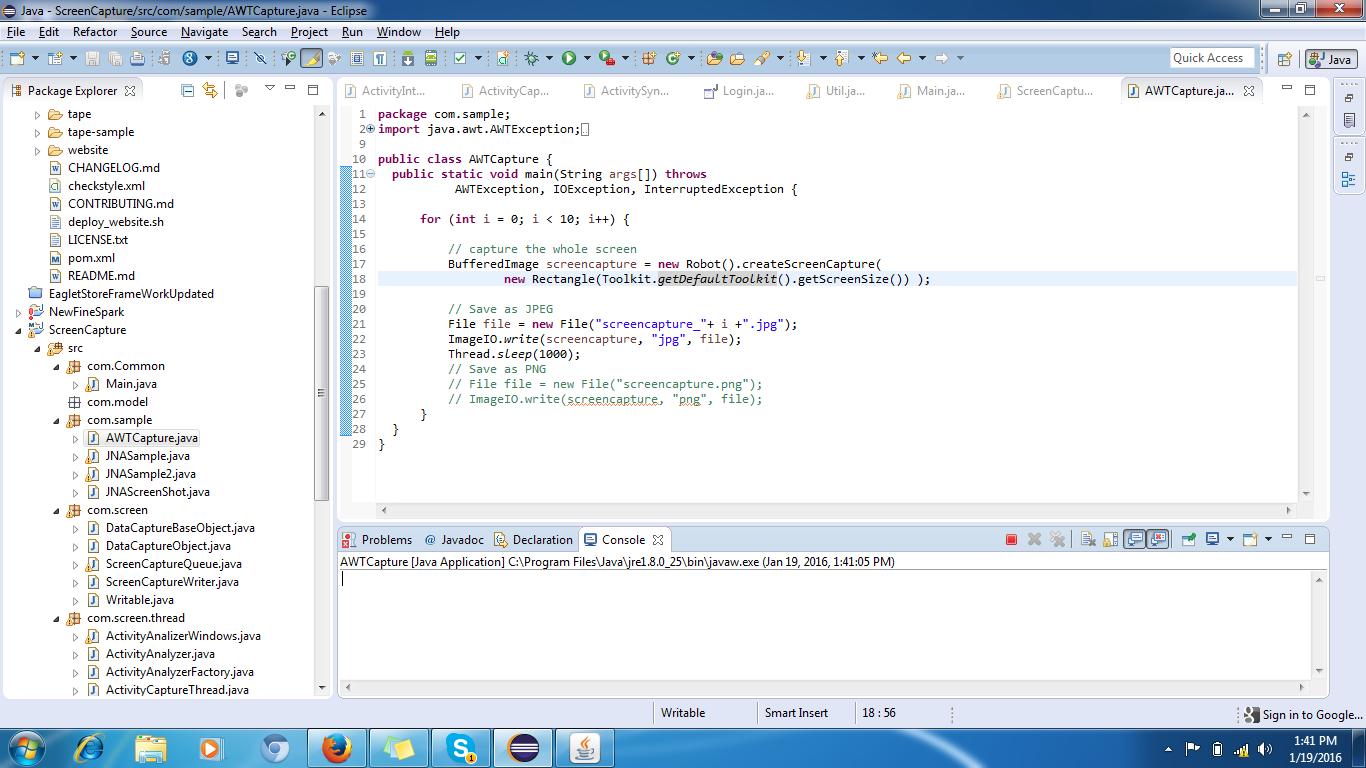 Java - ScreenCapture/src/com/sample/AWTCapture.java - Eclipse
File Edit Refactor Source Navigate Search Project Run Window Help
Quick Access
Java
Package Explorer
tape
tape-sample
website
CHANGELOG.md
checkstyle.xml
CONTRIBUTING.md
deploy_website.sh
LICENSE.txt
pom.xml
README.md
EagletStoreFrameWorkUpdated
NewFineSpark
ScreenCapture
src
com.Common
Main.java
com.model
com.sample
AWTCapture.java
JNASample.java
JNASample2.java
JNAScreenShot.java
com.screen
DataCaptureBaseObject.java
DataCaptureObject.java
ScreenCaptureQueue.java
ScreenCaptureWriter.java
Writable.java
com.screen.thread
ActivityAnalizerWindows.java
ActivityAnalyzer.java
ActivityAnalyzerFactory.java
ActivityCaptureThread.java
ActivityInt... ActivityCap... ActivitySyn... Login.ja... Util.ja... Main.ja... ScreenCaptu... AWTCapture.ja...
1 package com.sample;
2 import java.awt.AWTException;
9
10 public class AWTCapture {
11 public static void main(String args[]) throws
12 AWTException, IOException, InterruptedException {
13
14 for (int i = 0; i < 10; i++) {
15
16 // capture the whole screen
17 BufferedImage screencapture = new Robot().createScreenCapture(
18 new Rectangle(Toolkit.getDefaultToolkit().getScreenSize()) );
19
20 // Save as JPEG
21 File file = new File("screencapture_"+ i +".jpg");
22 ImageIO.write(screencapture, "jpg", file);
23 Thread.sleep(1000);
24 // Save as PNG
25 // File file = new File("screencapture.png");
26 // ImageIO.write(screencapture, "png", file);
27 }
28 }
29 }
Problems @ Javadoc Declaration Console
AWTCapture [Java Application] C:\Program Files\Java\jre1.8.0_25\bin\javaw.exe (Jan 19, 2016, 1:41:05 PM)
Writable Smart Insert 18 : 56
Sign in to Google...
1:41 PM
1/19/2016